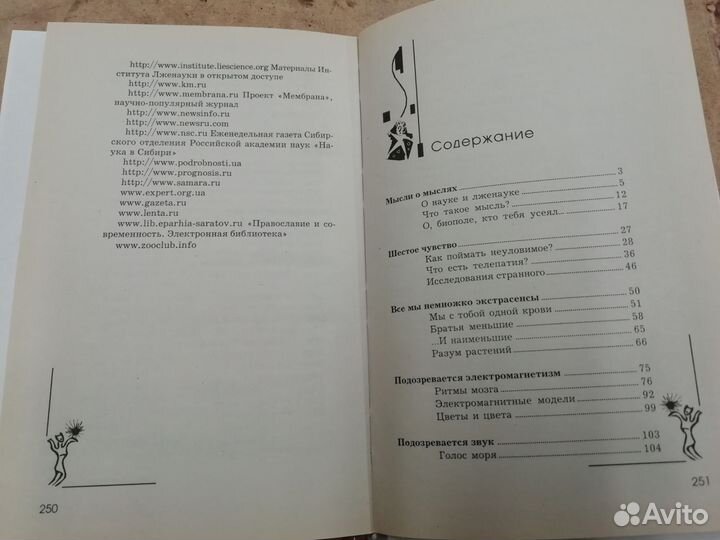 http://www.institute.liescience.org Материалы Ин-
ститута Лженауки в открытом доступе
http://www.km.ru
http://www.membrana.ru Проект «Мембрана»,
научно-популярный журнал
http://www.newsinfo.ru
http://www.newsru.com
http://www.nsc.ru Еженедельная газета Сибир-
ского отделения Российской академии наук «На-
ука в Сибири»
http://www.podrobnosti.ua
http://www.prognosis.ru
http://www.samara.ru
www.expert.org.ua
www.gazeta.ru
www.lenta.ru
www.lib.eparhia-saratov.ru «Православие и со-
временность. Электронная библиотека»
www.zooclub.info
250
Содержание
Мысли о мыслях 3
О науке и лженауке 5
Что такое мысль? 12
О, биополе, кто тебя усеял... 17
Шестое чувство 27
Как поймать неуловимое? 28
Что есть телепатия? 36
Исследования странного 46
Все мы немножко экстрасенсы 50
Мы с тобой одной крови 51
Братья меньшие 58
...И наименьшие 65
Разум растений 66
Подозревается электромагнетизм 75
Ритмы мозга 76
Электромагнитные модели 92
Цветы и цвета 99
Подозревается звук 103
Голос моря 104
251
Avito